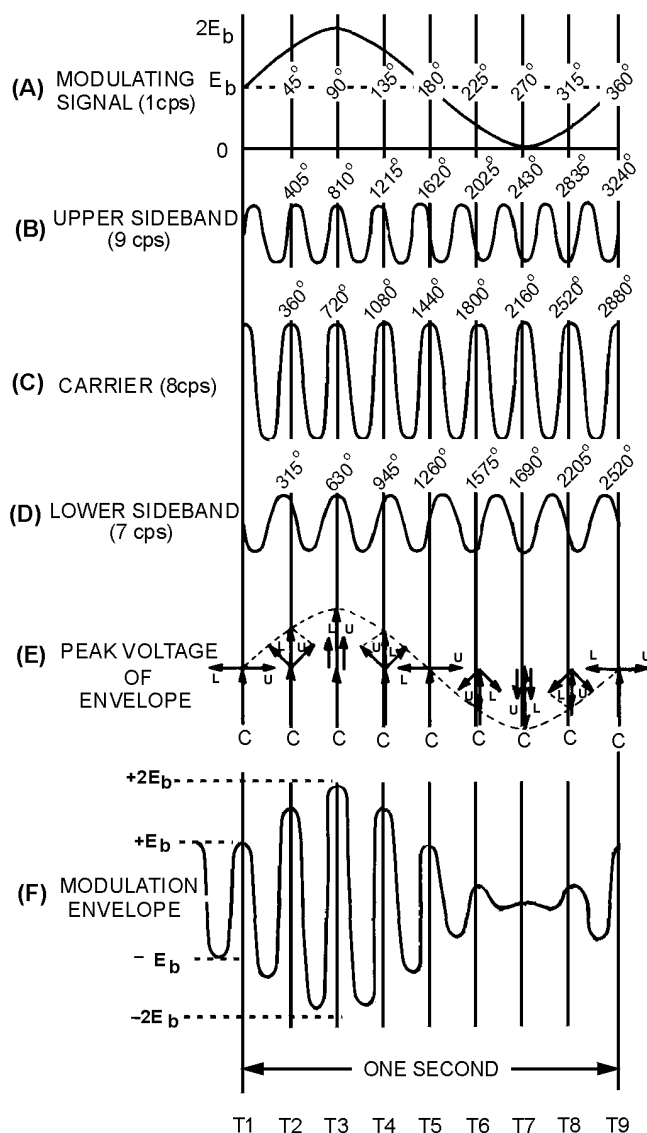 2E_b
(A) MODULATING SIGNAL (1cps)
E_b
45° 90° 135° 180° 225° 270° 315° 360°
0
405° 810° 1215° 1620° 2025° 2430° 2835° 3240°
(B) UPPER SIDEBAND
(9 cps)
360° 720° 1080° 1440° 1800° 2160° 2520° 2880°
(C) CARRIER (8cps)
315° 630° 945° 1260° 1575° 1690° 2205° 2520°
(D) LOWER SIDEBAND
(7 cps)
(E) PEAK VOLTAGE
OF
ENVELOPE
L U L U L U L U L U U L U L L U L U
C C C C C C C C C
+2E_b
+E_b
(F) MODULATION
ENVELOPE
– E_b
–2E_b
ONE SECOND
T1 T2 T3 T4 T5 T6 T7 T8 T9